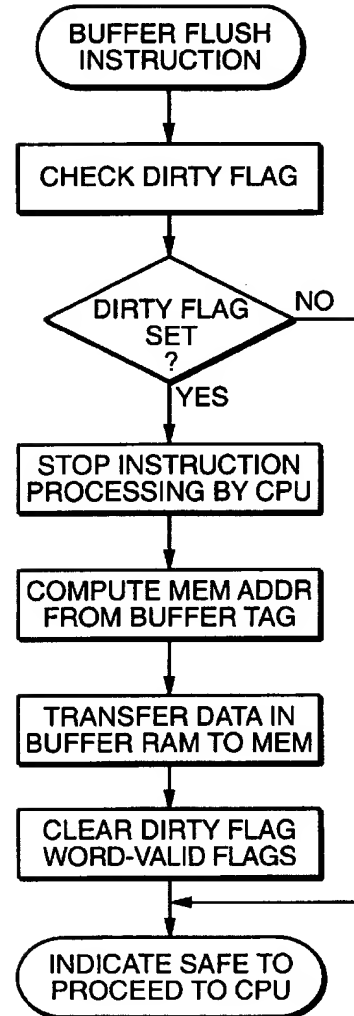 BUFFER FLUSH
INSTRUCTION
CHECK DIRTY FLAG
DIRTY FLAG
SET
?
NO
YES
STOP INSTRUCTION
PROCESSING BY CPU
COMPUTE MEM ADDR
FROM BUFFER TAG
TRANSFER DATA IN
BUFFER RAM TO MEM
CLEAR DIRTY FLAG
WORD-VALID FLAGS
INDICATE SAFE TO
PROCEED TO CPU